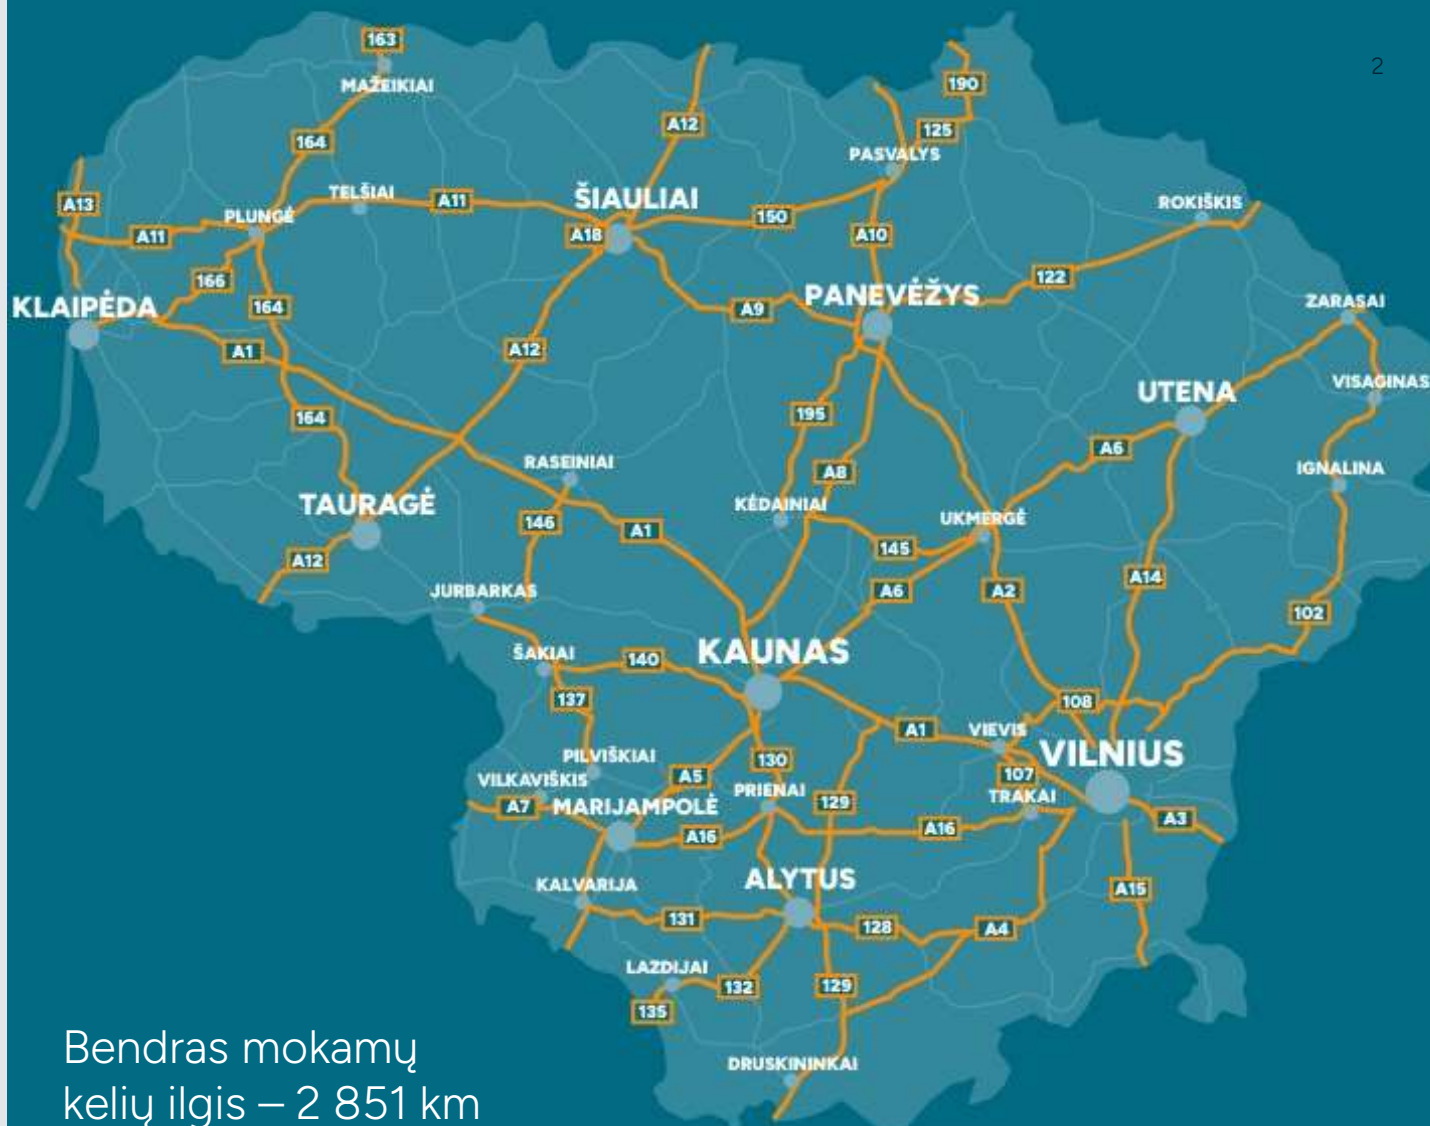 2
163
MAŽEIKIAI
190
A12
125
164
PASVALYS
TELŠIAI
A11
ŠIAULIAI
A13
PLUNGĖ
150
ROKIŠKIS
A11
A18
A10
166
122
KLAIPĖDA
164
A9
PANEVĖŽYS
ZARASAI
A1
A12
VISAGINAS
UTENA
164
195
A6
RASEINIAI
A8
IGNALINA
TAURAGĖ
KĖDAINIAI
UKMERGĖ
146
A1
145
A12
A14
JURBARKAS
A6
A2
102
ŠAKIAI
140
KAUNAS
137
108
A1
VIEVIS
PILVIŠKIAI
130
VILNIUS
VILKAVIŠKIS
A5
107
PRIENAI
TRAKAI
A7
MARIJAMPOLĖ
129
A16
A16
A3
KALVARIJA
ALYTUS
A15
131
128
A4
LAZDIJAI
132
129
135
DRUSKININKAI
Bendras mokamų
kelių ilgis – 2 851 km